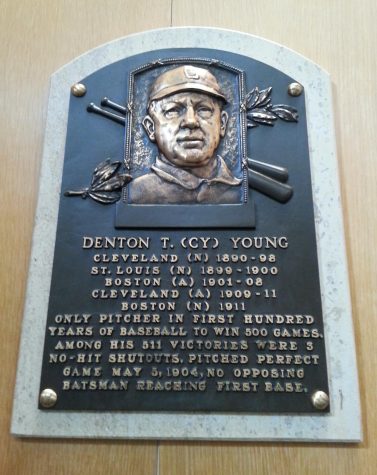 DENTON T. (CY) YOUNG
CLEVELAND (N) 1890-98
ST. LOUIS (N) 1899-1900
BOSTON (A) 1901-08
CLEVELAND (A) 1909-11
BOSTON (N) 1911
ONLY PITCHER IN FIRST HUNDRED
YEARS OF BASEBALL TO WIN 500 GAMES.
AMONG HIS 511 VICTORIES WERE 3
NO-HIT SHUTOUTS. PITCHED PERFECT
GAME MAY 5, 1904, NO OPPOSING
BATSMAN REACHING FIRST BASE.